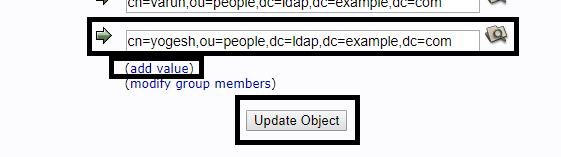 cn=varun,ou=people,dc=ldap,dc=example,dc=com
cn=yogesh,ou=people,dc=ldap,dc=example,dc=com
(add value)
(modify group members)
Update Object